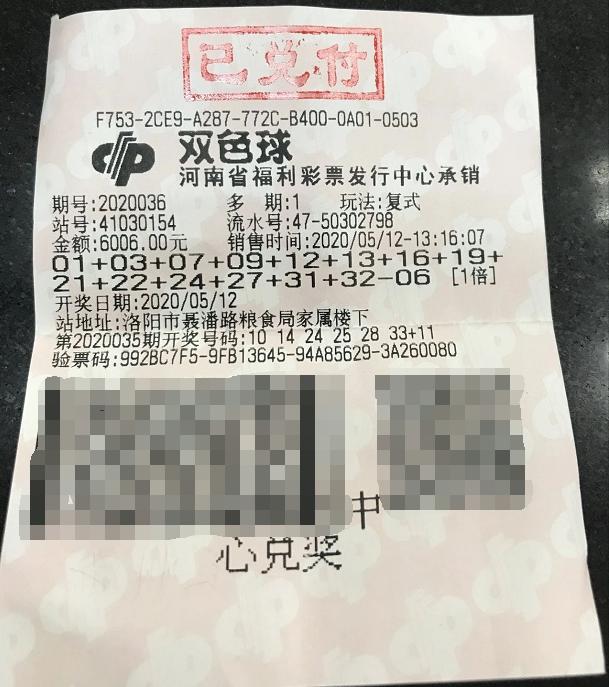 已兑付
F753-2CE9-A287-772C-B400-0A01-0503
双色球
河南省福利彩票发行中心承销
期号:2020036 多 期:1 玩法:复式
站号:41030154 流水号:47-50302798
金额:6006.00元 销售时间:2020/05/12-13:16:07
01+03+07+09+12+13+16+19+
21+22+24+27+31+32-06 [1倍]
开奖日期:2020/05/12
站地址:洛阳市聂潘路粮食局家属楼下
第2020035期开奖号码:10 14 24 25 28 33+11
验票码:992BC7F5-9FB13645-94A85629-3A260080
中
心兑奖